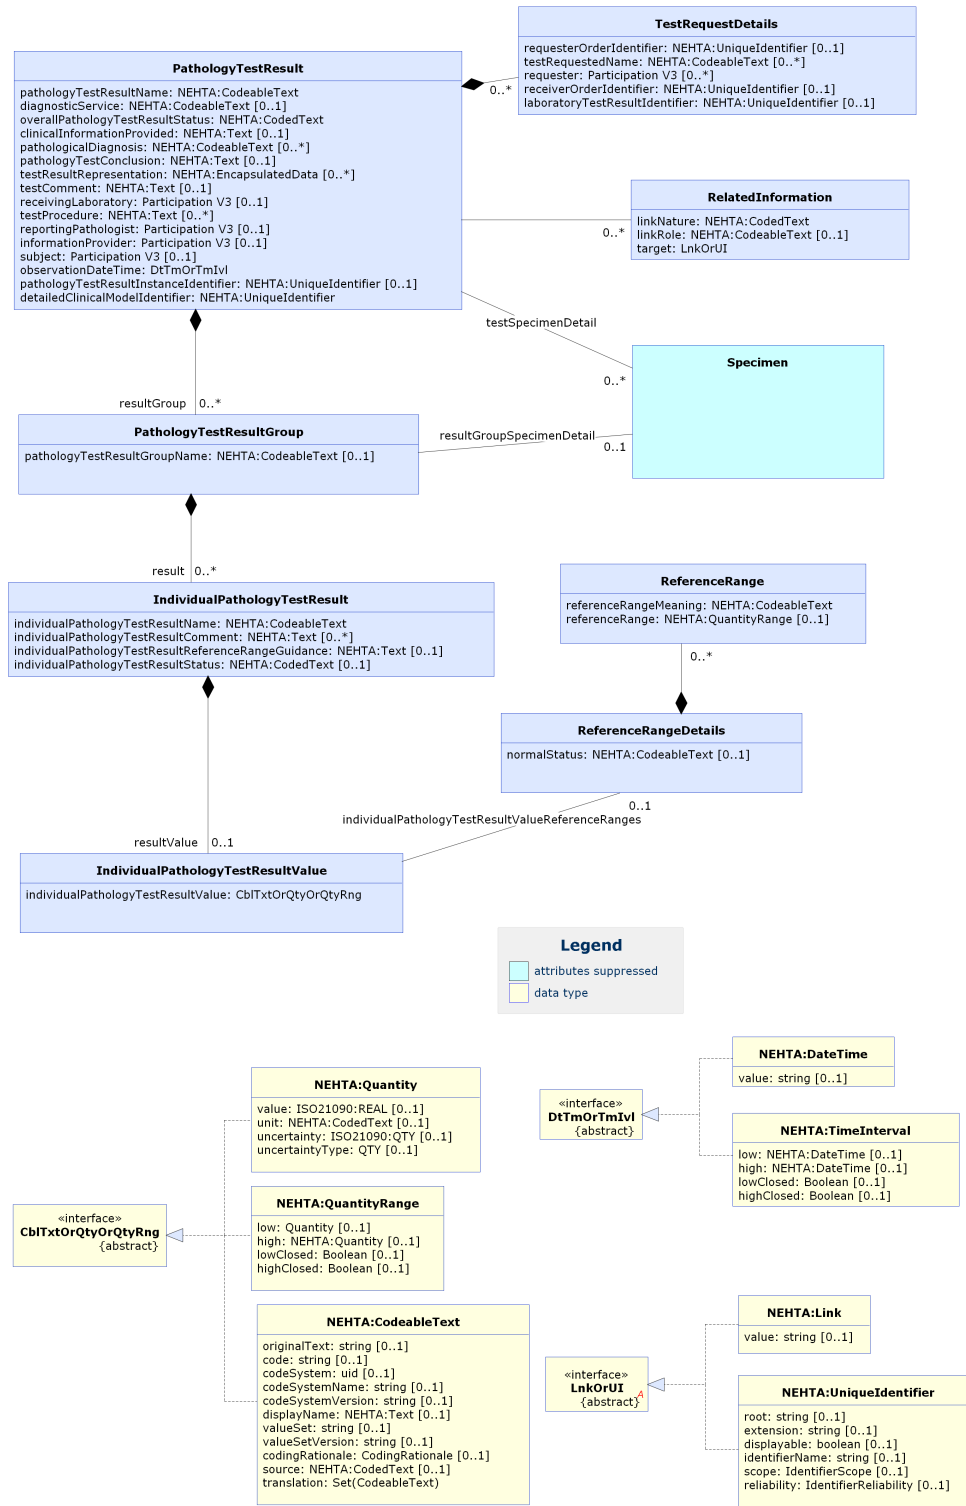 TestRequestDetails
requesterOrderIdentifier: NEHTA:UniqueIdentifier [0..1]
testRequestedName: NEHTA:CodeableText [0..*]
requester: Participation V3 [0..*]
receiverOrderIdentifier: NEHTA:UniqueIdentifier [0..1]
laboratoryTestResultIdentifier: NEHTA:UniqueIdentifier [0..1]
0..*
PathologyTestResult
pathologyTestResultName: NEHTA:CodeableText
diagnosticService: NEHTA:CodeableText [0..1]
overallPathologyTestResultStatus: NEHTA:CodedText
clinicalInformationProvided: NEHTA:Text [0..1]
pathologicalDiagnosis: NEHTA:CodeableText [0..*]
pathologyTestConclusion: NEHTA:Text [0..1]
testResultRepresentation: NEHTA:EncapsulatedData [0..*]
testComment: NEHTA:Text [0..1]
receivingLaboratory: Participation V3 [0..1]
testProcedure: NEHTA:Text [0..*]
reportingPathologist: Participation V3 [0..1]
informationProvider: Participation V3 [0..1]
subject: Participation V3 [0..1]
observationDateTime: DtTmOrTmIvl
pathologyTestResultInstanceIdentifier: NEHTA:UniqueIdentifier [0..1]
detailedClinicalModelIdentifier: NEHTA:UniqueIdentifier
RelatedInformation
linkNature: NEHTA:CodedText
linkRole: NEHTA:CodeableText [0..1]
target: LnkOrUI
0..*
testSpecimenDetail
0..*
Specimen
resultGroup 0..*
PathologyTestResultGroup
pathologyTestResultGroupName: NEHTA:CodeableText [0..1]
resultGroupSpecimenDetail
0..1
result 0..*
IndividualPathologyTestResult
individualPathologyTestResultName: NEHTA:CodeableText
individualPathologyTestResultComment: NEHTA:Text [0..*]
individualPathologyTestResultReferenceRangeGuidance: NEHTA:Text [0..1]
individualPathologyTestResultStatus: NEHTA:CodedText [0..1]
ReferenceRange
referenceRangeMeaning: NEHTA:CodeableText
referenceRange: NEHTA:QuantityRange [0..1]
0..*
ReferenceRangeDetails
normalStatus: NEHTA:CodeableText [0..1]
0..1
individualPathologyTestResultValueReferenceRanges
resultValue 0..1
IndividualPathologyTestResultValue
individualPathologyTestResultValue: CblTxtOrQtyOrQtyRng
Legend
attributes suppressed
data type
NEHTA:Quantity
value: ISO21090:REAL [0..1]
unit: NEHTA:CodedText [0..1]
uncertainty: ISO21090:QTY [0..1]
uncertaintyType: QTY [0..1]
NEHTA:QuantityRange
low: Quantity [0..1]
high: NEHTA:Quantity [0..1]
lowClosed: Boolean [0..1]
highClosed: Boolean [0..1]
«interface»
CblTxtOrQtyOrQtyRng
{abstract}
NEHTA:CodeableText
originalText: string [0..1]
code: string [0..1]
codeSystem: uid [0..1]
codeSystemName: string [0..1]
codeSystemVersion: string [0..1]
displayName: NEHTA:Text [0..1]
valueSet: string [0..1]
valueSetVersion: string [0..1]
codingRationale: CodingRationale [0..1]
source: NEHTA:CodedText [0..1]
translation: Set(CodeableText)
NEHTA:DateTime
value: string [0..1]
«interface»
DtTmOrTmIvl
{abstract}
NEHTA:TimeInterval
low: NEHTA:DateTime [0..1]
high: NEHTA:DateTime [0..1]
lowClosed: Boolean [0..1]
highClosed: Boolean [0..1]
NEHTA:Link
value: string [0..1]
«interface»
LnkOrUI
{abstract}
A
NEHTA:UniqueIdentifier
root: string [0..1]
extension: string [0..1]
displayable: boolean [0..1]
identifierName: string [0..1]
scope: IdentifierScope [0..1]
reliability: IdentifierReliability [0..1]